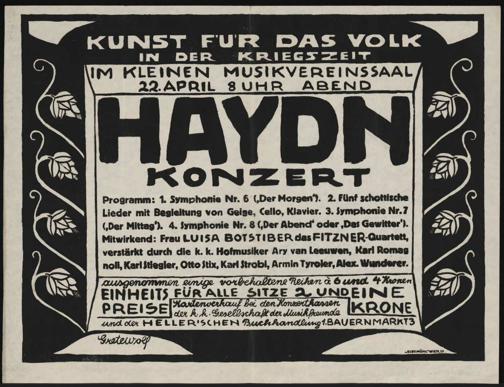 KUNST FÜR DAS VOLK
IN DER KRIEGSZEIT
IM KLEINEN MUSIKVEREINSSAAL
22. APRIL 8 UHR ABEND
HAYDN
KONZERT
Programm: 1. Symphonie Nr. 6 („Der Morgen“). 2. Fünf schottische
Lieder mit Begleitung von Geige, Cello, Klavier. 3. Symphonie Nr. 7
(„Der Mittag“). 4. Symphonie Nr. 8 („Der Abend“ oder „Das Gewitter“).
Mitwirkend: Frau LUISA BOTSTIBER das FITZNER-Quartett,
verstärkt durch die k. k. Hofmusiker Ary van Leeuwen, Karl Romag
noli, Karl Stiegler, Otto Stix, Karl Strobl, Armin Tyroler, Alex. Wunderer.
ausgenommen einige vorbehaltene Reihen à 6 und 4 Kronen
EINHEITS FÜR ALLE SITZE 2 UND EINE
PREISE Kartenverkauf bei den Konzertkassen KRONE
der k. k. Gesellschaft der Musikfreunde
und der HELLER'SCHEN Buchhandlung I. BAUERNMARKT 3